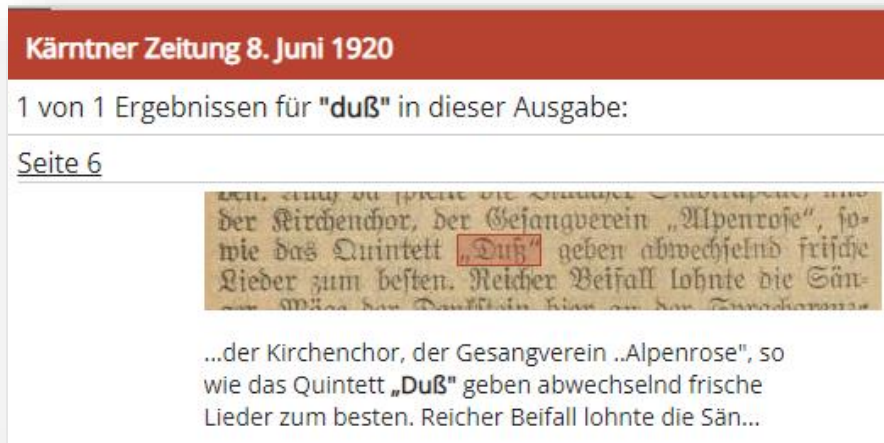 Kärntner Zeitung 8. Juni 1920
1 von 1 Ergebnissen für "duß" in dieser Ausgabe:
Seite 6
der Kirchenchor, der Gesangverein „Alpenrose“, so-
wie das Quintett „Duß“ geben abwechselnd frische
Lieder zum besten. Reicher Beifall lohnte die Sän-
...der Kirchenchor, der Gesangverein ..Alpenrose", so
wie das Quintett „Duß" geben abwechselnd frische
Lieder zum besten. Reicher Beifall lohnte die Sän...